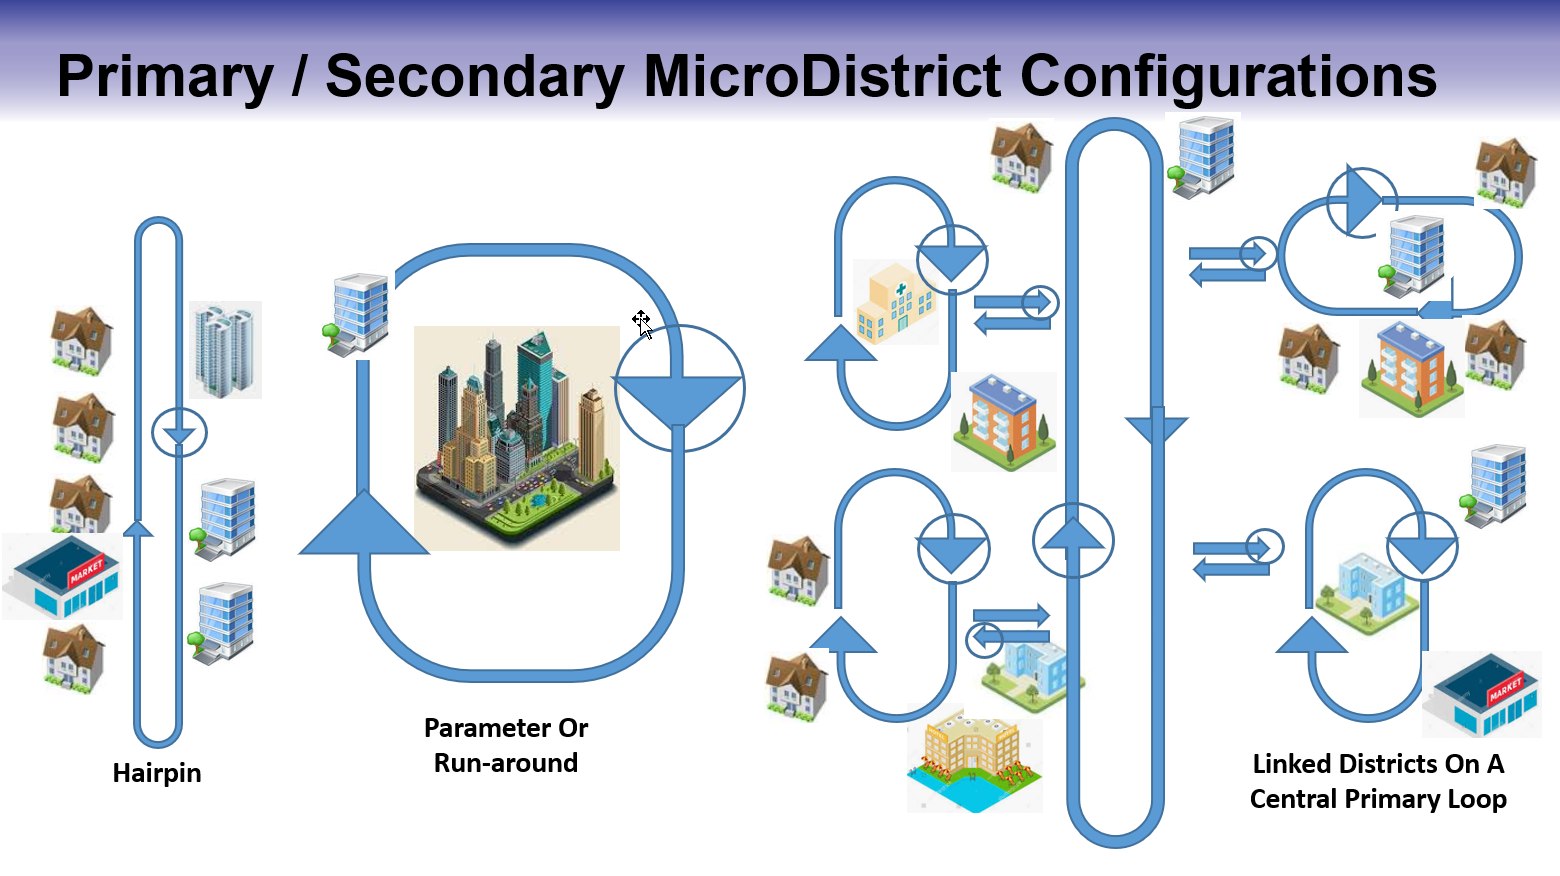 Primary / Secondary MicroDistrict Configurations
MARKET
Hairpin
Parameter Or
Run-around
MARKET
Linked Districts On A
Central Primary Loop